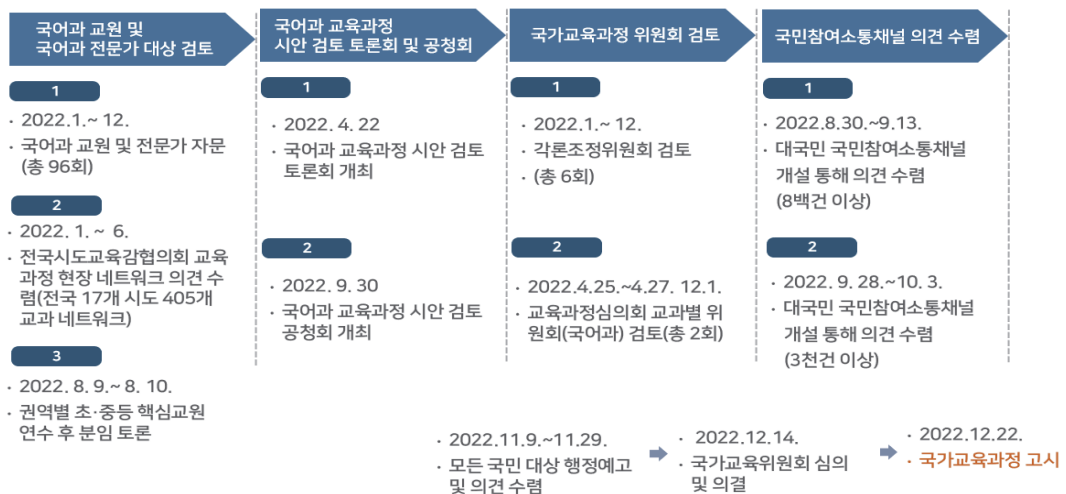 국어과 교원 및
국어과 전문가 대상 검토
1
· 2022.1.~ 12.
· 국어과 교원 및 전문가 자문
(총 96회)
2
· 2022. 1. ~ 6.
· 전국시도교육감협의회 교육
과정 현장 네트워크 의견 수
렴(전국 17개 시도 405개
교과 네트워크)
3
· 2022. 8. 9.~ 8. 10.
· 권역별 초·중등 핵심교원
연수 후 분임 토론
국어과 교육과정
시안 검토 토론회 및 공청회
1
· 2022. 4. 22
· 국어과 교육과정 시안 검토
토론회 개최
2
· 2022. 9. 30
· 국어과 교육과정 시안 검토
공청회 개최
국가교육과정 위원회 검토
1
· 2022.1.~ 12.
· 각론조정위원회 검토
· (총 6회)
2
· 2022.4.25.~4.27. 12.1.
· 교육과정심의회 교과별 위
원회(국어과) 검토(총 2회)
국민참여소통채널 의견 수렴
1
· 2022.8.30.~9.13.
· 대국민 국민참여소통채널
개설 통해 의견 수렴
(8백건 이상)
2
· 2022. 9. 28.~10. 3.
· 대국민 국민참여소통채널
개설 통해 의견 수렴
(3천건 이상)
· 2022.11.9.~11.29.
· 모든 국민 대상 행정예고
및 의견 수렴
· 2022.12.14.
· 국가교육위원회 심의
및 의결
· 2022.12.22.
· 국가교육과정 고시